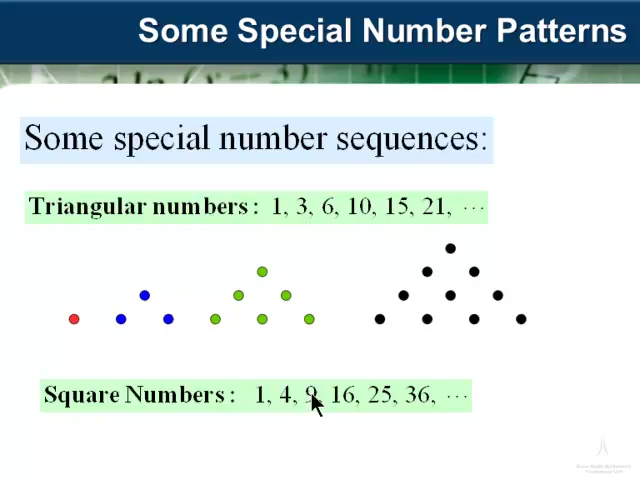 Some Special Number Patterns
Some special number sequences:
Triangular numbers: 1, 3, 6, 10, 15, 21, ⋯
Square Numbers: 1, 4, 9, 16, 25, 36, ⋯